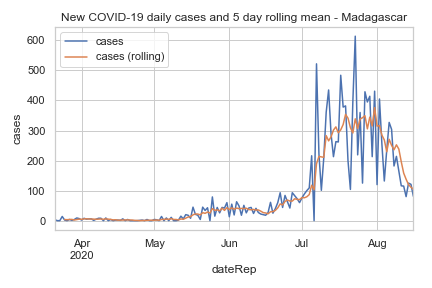 New COVID-19 daily cases and 5 day rolling mean - Madagascar
cases
cases (rolling)
600
500
400
300
200
100
0
cases
Apr
2020
May
Jun
Jul
Aug
dateRep